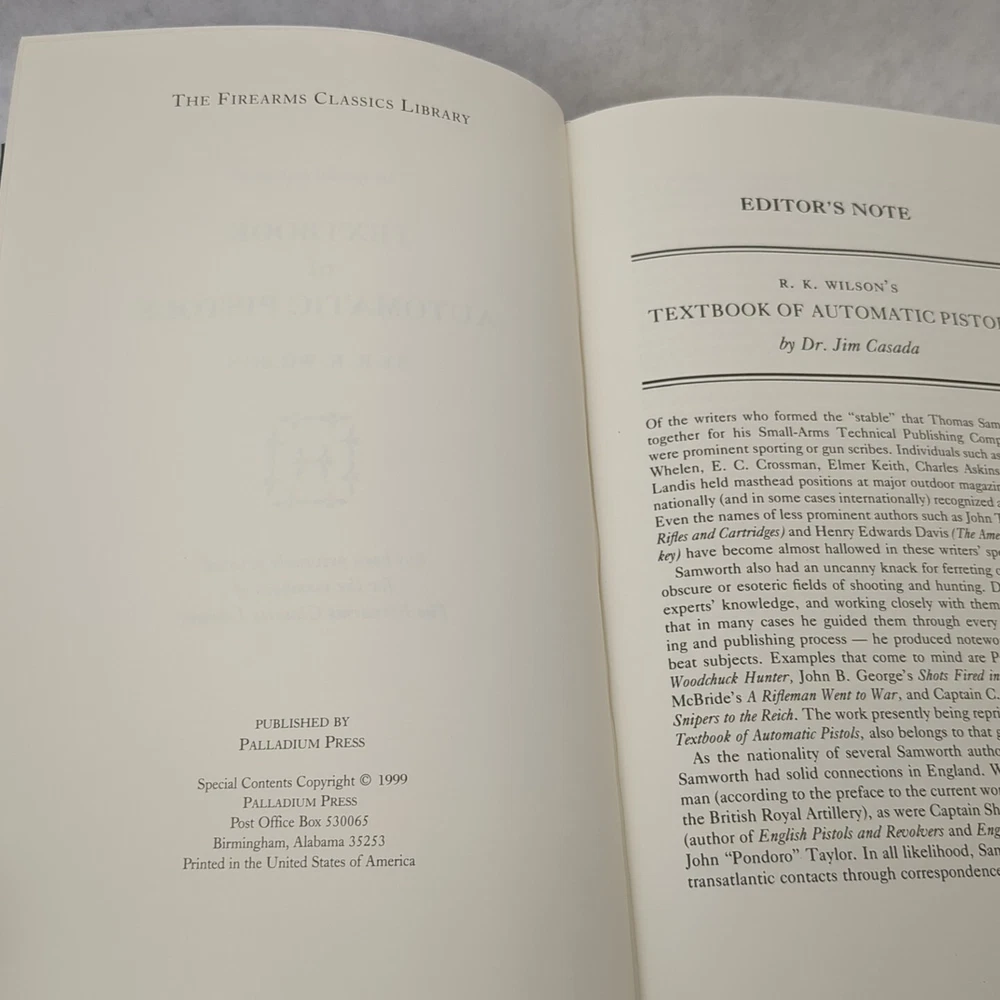 THE FIREARMS CLASSICS LIBRARY
PUBLISHED BY
PALLADIUM PRESS
Special Contents Copyright © 1999
PALLADIUM PRESS
Post Office Box 530065
Birmingham, Alabama 35253
Printed in the United States of America
EDITOR'S NOTE
R. K. WILSON'S
TEXTBOOK OF AUTOMATIC PISTO
by Dr. Jim Casada
Of the writers who formed the “stable” that Thomas Sam
together for his Small-Arms Technical Publishing Comp
were prominent sporting or gun scribes. Individuals such as
Whelen, E. C. Crossman, Elmer Keith, Charles Askins
Landis held masthead positions at major outdoor magazin
nationally (and in some cases internationally) recognized a
Even the names of less prominent authors such as John T
Rifles and Cartridges) and Henry Edwards Davis (The Ame
key) have become almost hallowed in these writers' spe
Samworth also had an uncanny knack for ferreting o
obscure or esoteric fields of shooting and hunting. D
experts' knowledge, and working closely with them
that in many cases he guided them through every
ing and publishing process — he produced notewo
beat subjects. Examples that come to mind are P
Woodchuck Hunter, John B. George's Shots Fired in
McBride's A Rifleman Went to War, and Captain C.
Snipers to the Reich. The work presently being repri
Textbook of Automatic Pistols, also belongs to that g
As the nationality of several Samworth autho
Samworth had solid connections in England. W
man (according to the preface to the current wo
the British Royal Artillery), as were Captain Sh
(author of English Pistols and Revolvers and Eng
John “Pondoro” Taylor. In all likelihood, Sam
transatlantic contacts through correspondence